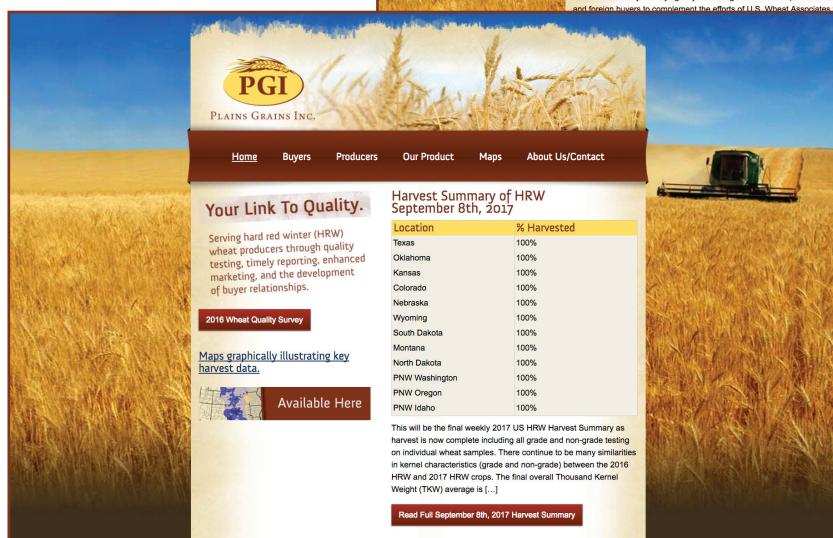 and foreign buyers to complement the efforts of U.S. Wheat Associates
PGI
PLAINS GRAINS INC.
Home Buyers Producers Our Product Maps About Us/Contact
Your Link To Quality.
Serving hard red winter (HRW)
wheat producers through quality
testing, timely reporting, enhanced
marketing, and the development
of buyer relationships.
2016 Wheat Quality Survey
Maps graphically illustrating key
harvest data.
Available Here
Harvest Summary of HRW
September 8th, 2017
Location % Harvested
Texas 100%
Oklahoma 100%
Kansas 100%
Colorado 100%
Nebraska 100%
Wyoming 100%
South Dakota 100%
Montana 100%
North Dakota 100%
PNW Washington 100%
PNW Oregon 100%
PNW Idaho 100%
This will be the final weekly 2017 US HRW Harvest Summary as
harvest is now complete including all grade and non-grade testing
on individual wheat samples. There continue to be many similarities
in kernel characteristics (grade and non-grade) between the 2016
HRW and 2017 HRW crops. The final overall Thousand Kernel
Weight (TKW) average is […]
Read Full September 8th, 2017 Harvest Summary